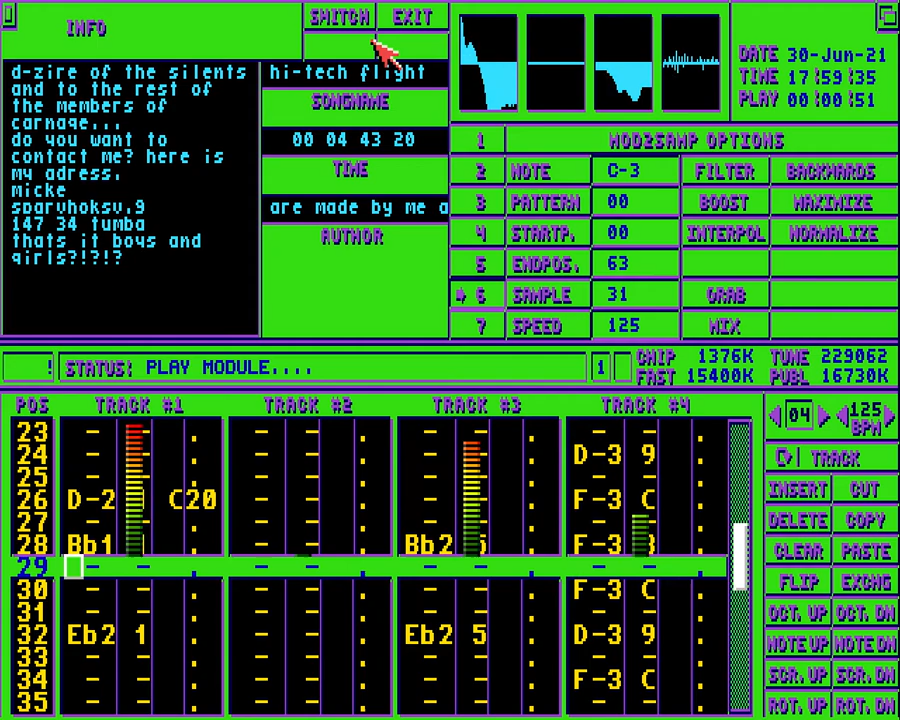 INFO
SWITCH EXIT
d-zire of the silents
and to the rest of
the members of
carnage...
do you want to
contact me? here is
my adress.
micke
sparvhoksv.9
147 34 tumba
thats it boys and
girls?!?!?
hi-tech flight
SONGNAME
00 04 43 20
TIME
are made by me a
AUTHOR
DATE 30-Jun-21
TIME 17:59:35
PLAY 00:00:51
1 MOD2SAMP OPTIONS
2 NOTE C-3 FILTER BACKWARDS
3 PATTERN 00 BOOST MAXIMIZE
4 STARTP. 00 INTERPOL NORMALIZE
5 ENDPOS. 63
6 SAMPLE 31 GRAB
7 SPEED 125 MIX
! STATUS: PLAY MODULE.... 1
CHIP 1376K TUNE 229062
FAST 15400K PUBL 16730K
POS TRACK #1 TRACK #2 TRACK #3 TRACK #4
23 - - . - - . - - . - - .
24 - - . - - . - - . D-3 9 .
25 - - . - - . - - . - - .
26 D-2 C20 - - . - - . F-3 C .
27 - - . - - . - - . - - .
28 Bb1 . - - . Bb2 . F-3 .
29 - - . - - . - - . - - .
30 - - . - - . - - . F-3 C .
31 - - . - - . - - . - - .
32 Eb2 1 . - - . Eb2 5 . D-3 9 .
33 - - . - - . - - . - - .
34 - - . - - . - - . F-3 C .
35 - - . - - . - - . - - .
04 125 BPM
TRACK
INSERT CUT
DELETE COPY
CLEAR PASTE
FLIP EXCHG
OCT. UP OCT. DN
NOTE UP NOTE DN
SCR. UP SCR. DN
ROT. UP ROT. DN